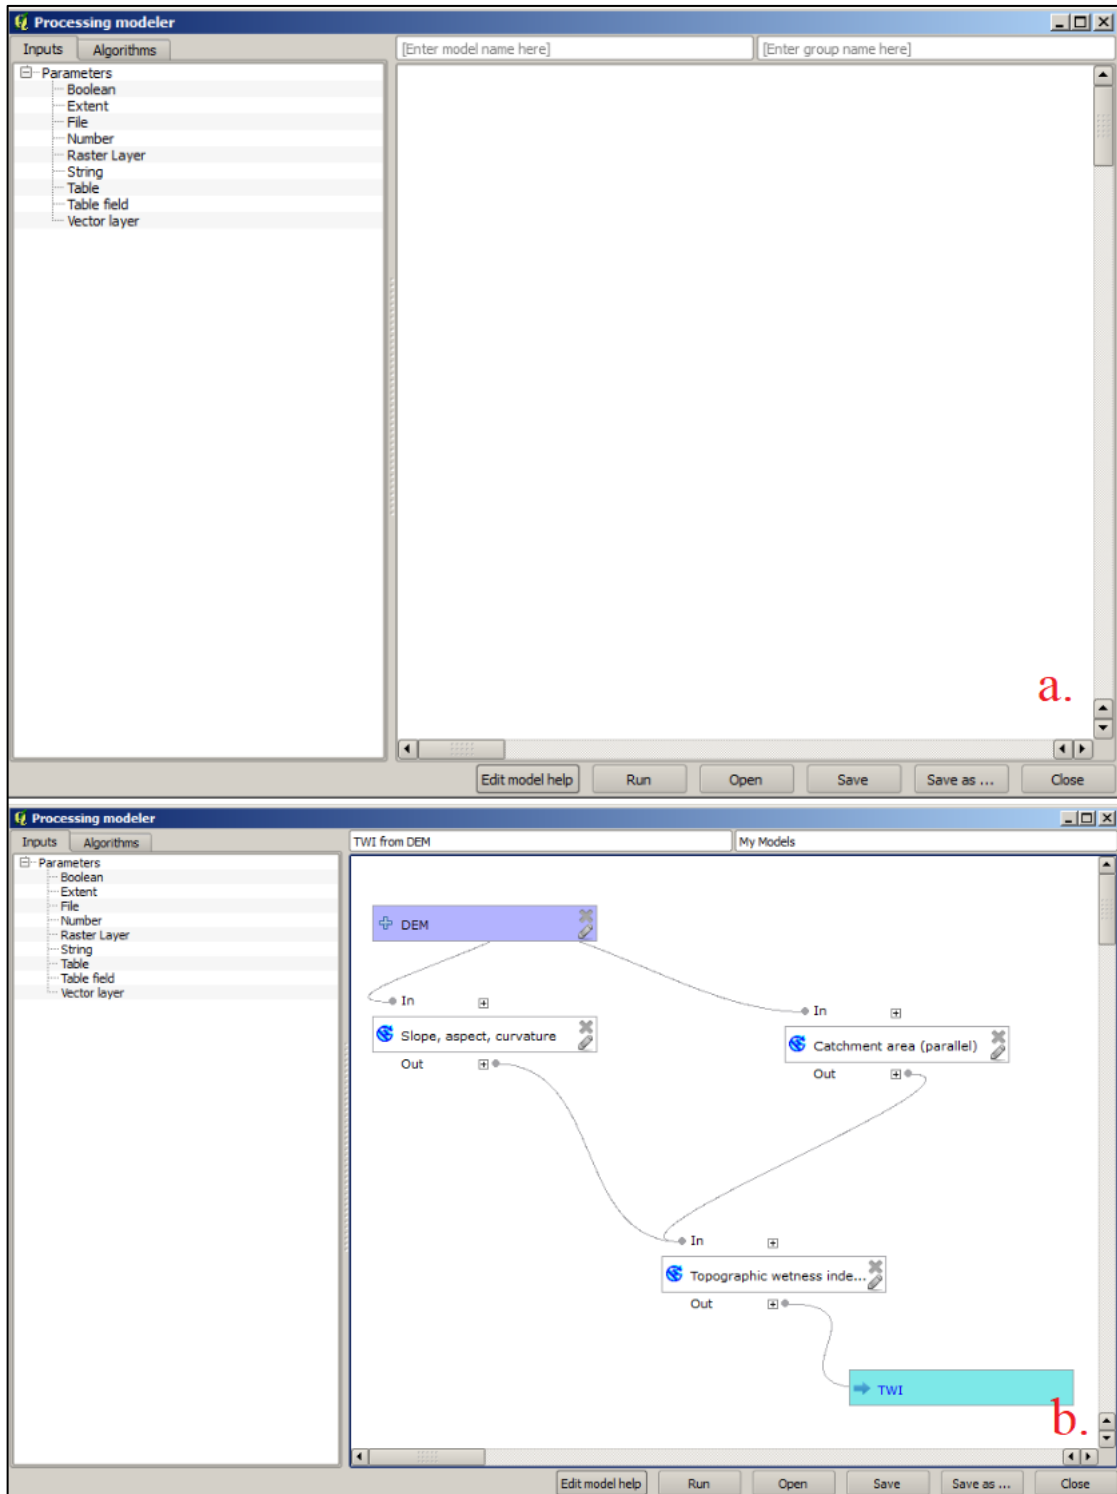 Processing modeler
Inputs Algorithms [Enter model name here] [Enter group name here]
Parameters
Boolean
Extent
File
Number
Raster Layer
String
Table
Table field
Vector layer
a.
Edit model help Run Open Save Save as ... Close
Processing modeler
Inputs Algorithms TWI from DEM My Models
Parameters
Boolean
Extent
File
Number
Raster Layer
String
Table
Table field
Vector layer
DEM
In
Slope, aspect, curvature
Out
In
Catchment area (parallel)
Out
In
Topographic wetness inde...
Out
TWI
b.
Edit model help Run Open Save Save as ... Close